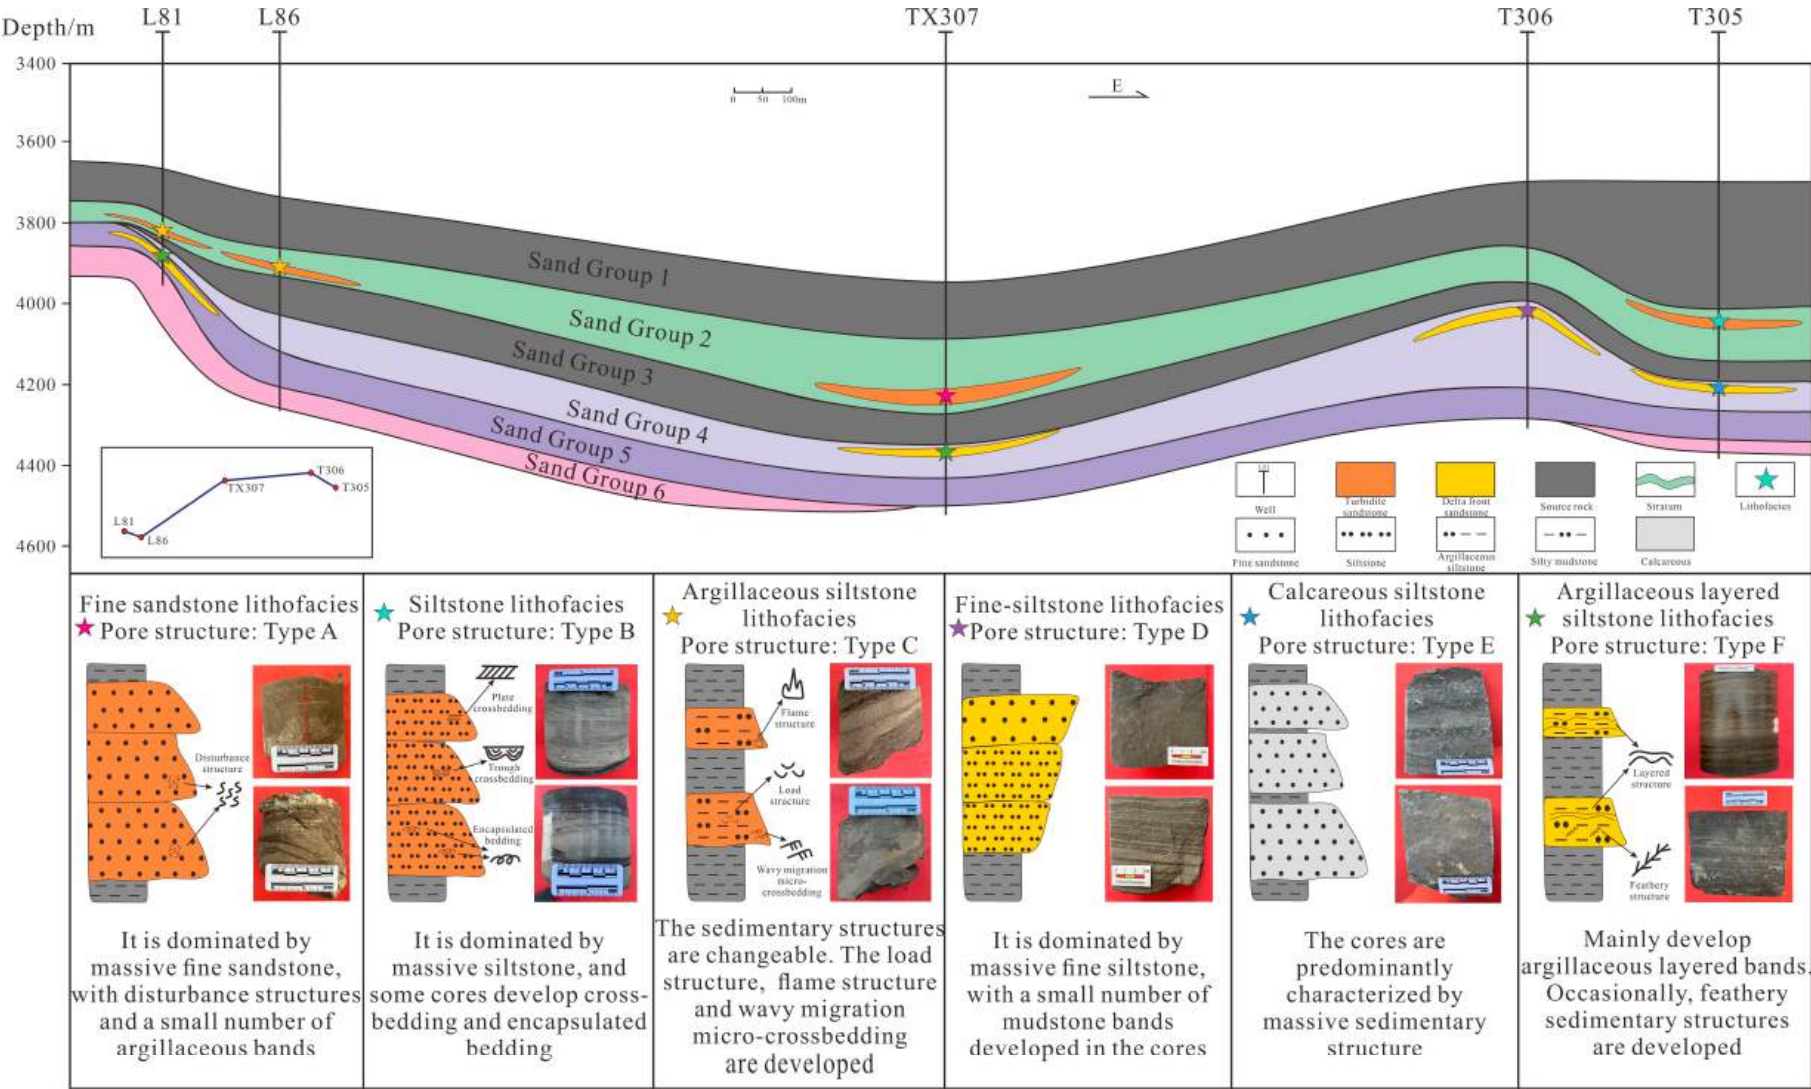 L81
L86
TX307
T306
T305
Depth/m
3400
3600
3800
4000
4200
4400
4600
0 50 100m
E
Sand Group 1
Sand Group 2
Sand Group 3
Sand Group 4
Sand Group 5
Sand Group 6
L81
L86
TX307
T306
T305
L81
Well
Turbidite
sandstone
Delta front
sandstone
Source rock
Stratum
Lithofacies
Fine sandstone
Siltstone
Argillaceous
siltstone
Silty mudstone
Calcareous
Fine sandstone lithofacies
Pore structure: Type A
Disturbance
structure
It is dominated by
massive fine sandstone,
with disturbance structures
and a small number of
argillaceous bands
Siltstone lithofacies
Pore structure: Type B
Plate
crossbedding
Trough
crossbedding
Encapsulated
bedding
It is dominated by
massive siltstone, and
some cores develop cross-
bedding and encapsulated
bedding
Argillaceous siltstone
lithofacies
Pore structure: Type C
Flame
structure
Load
structure
Wavy migration
micro-
crossbedding
The sedimentary structures
are changeable. The load
structure, flame structure
and wavy migration
micro-crossbedding
are developed
Fine-siltstone lithofacies
Pore structure: Type D
It is dominated by
massive fine siltstone,
with a small number of
mudstone bands
developed in the cores
Calcareous siltstone
lithofacies
Pore structure: Type E
The cores are
predominantly
characterized by
massive sedimentary
structure
Argillaceous layered
siltstone lithofacies
Pore structure: Type F
Layered
structure
Feathery
structure
Mainly develop
argillaceous layered bands.
Occasionally, feathery
sedimentary structures
are developed